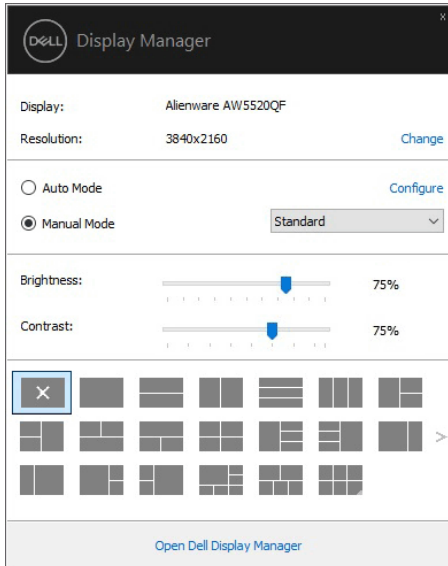 x
DELL Display Manager
Display: Alienware AW5520QF
Resolution: 3840x2160 Change
Auto Mode Configure
Manual Mode Standard
Brightness: 75%
Contrast: 75%
Open Dell Display Manager